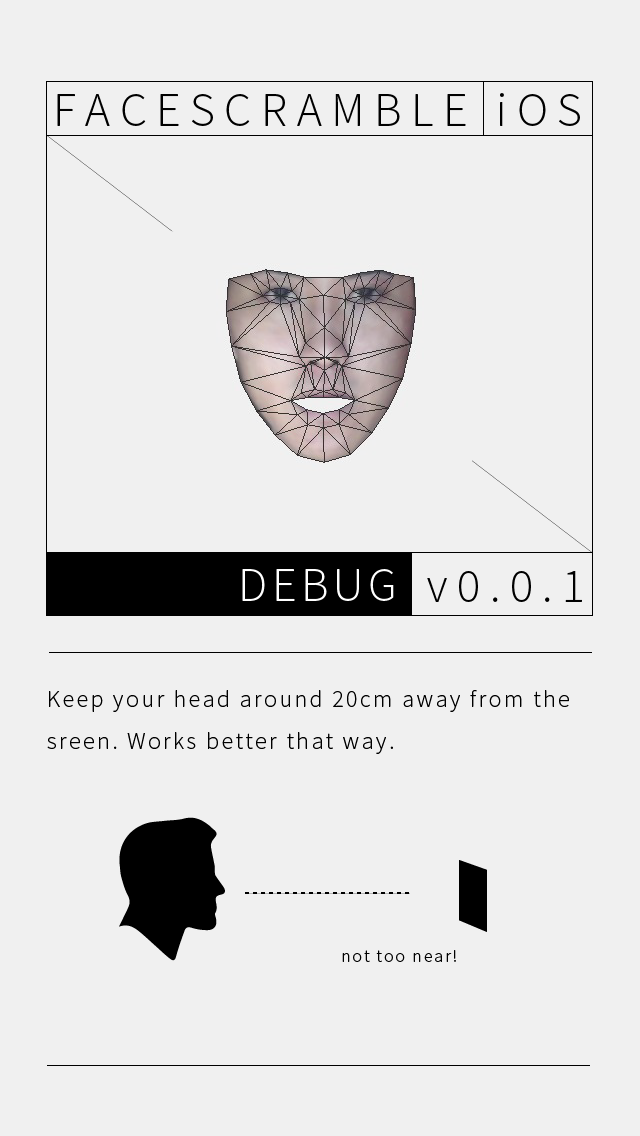 FACESCRAMBLE iOS
DEBUG v0.0.1
Keep your head around 20cm away from the
sreen. Works better that way.
not too near!